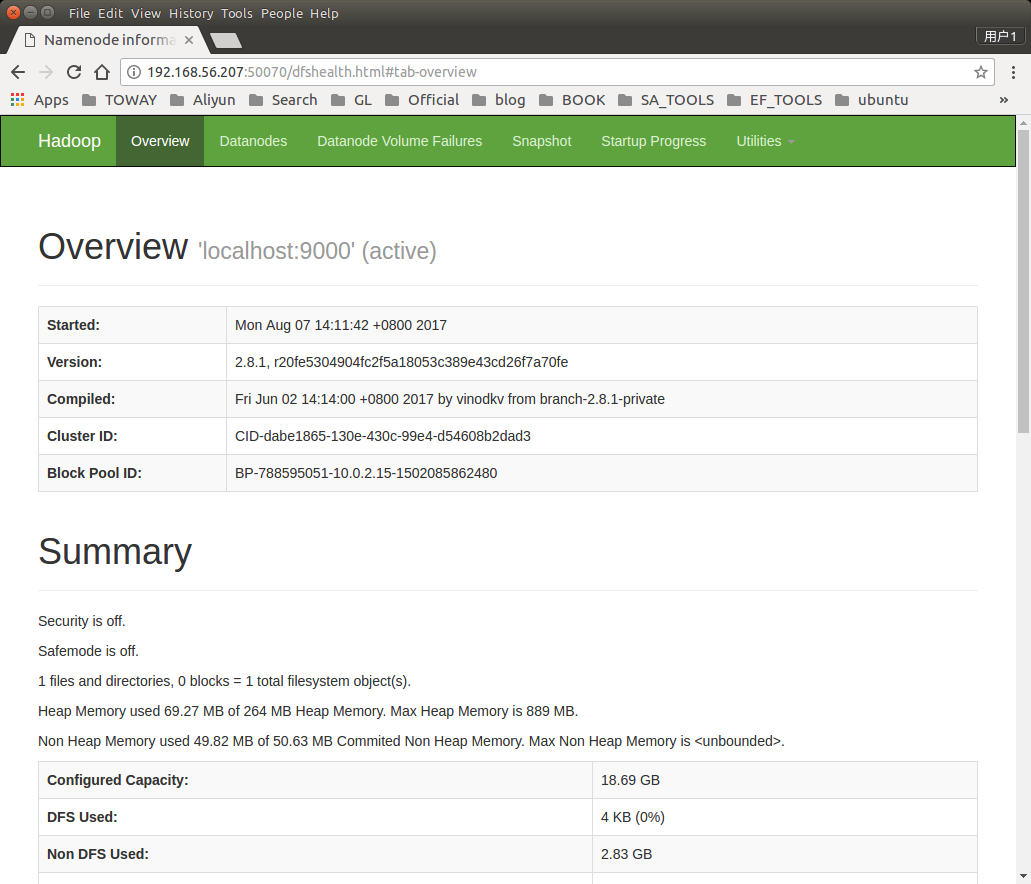 File Edit View History Tools People Help
Namenode informa
用户1
192.168.56.207:50070/dfshealth.html#tab-overview
Apps TOWAY Aliyun Search GL Official blog BOOK SA_TOOLS EF_TOOLS ubuntu »
Hadoop Overview Datanodes Datanode Volume Failures Snapshot Startup Progress Utilities
Overview 'localhost:9000' (active)
Started: Mon Aug 07 14:11:42 +0800 2017
Version: 2.8.1, r20fe5304904fc2f5a18053c389e43cd26f7a70fe
Compiled: Fri Jun 02 14:14:00 +0800 2017 by vinodkv from branch-2.8.1-private
Cluster ID: CID-dabe1865-130e-430c-99e4-d54608b2dad3
Block Pool ID: BP-788595051-10.0.2.15-1502085862480
Summary
Security is off.
Safemode is off.
1 files and directories, 0 blocks = 1 total filesystem object(s).
Heap Memory used 69.27 MB of 264 MB Heap Memory. Max Heap Memory is 889 MB.
Non Heap Memory used 49.82 MB of 50.63 MB Commited Non Heap Memory. Max Non Heap Memory is <unbounded>.
Configured Capacity: 18.69 GB
DFS Used: 4 KB (0%)
Non DFS Used: 2.83 GB